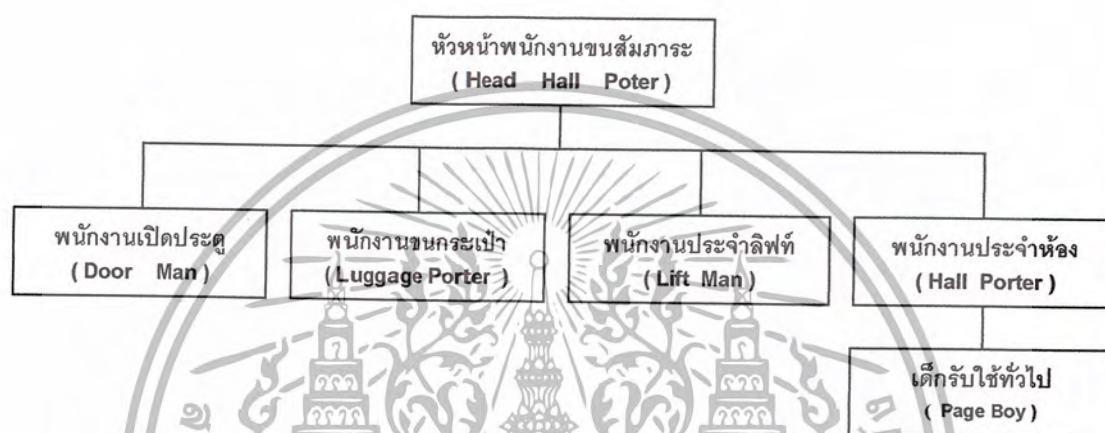 หัวหน้าพนักงานขนสัมภาระ
( Head Hall Poter )
พนักงานเปิดประตู
( Door Man )
พนักงานขนกระเป๋า
( Luggage Porter )
พนักงานประจำลิฟท์
( Lift Man )
พนักงานประจำห้อง
( Hall Porter )
เด็กรับใช้ทั่วไป
( Page Boy )